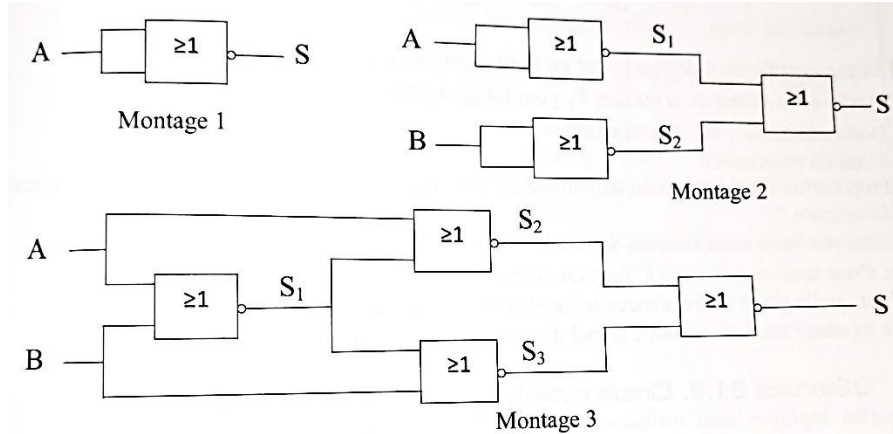 A ≥1 S
Montage 1
A ≥1 S₁
≥1 S
B ≥1 S₂
Montage 2
A ≥1 S₂
≥1 S₁
≥1 S
B ≥1 S₃
Montage 3